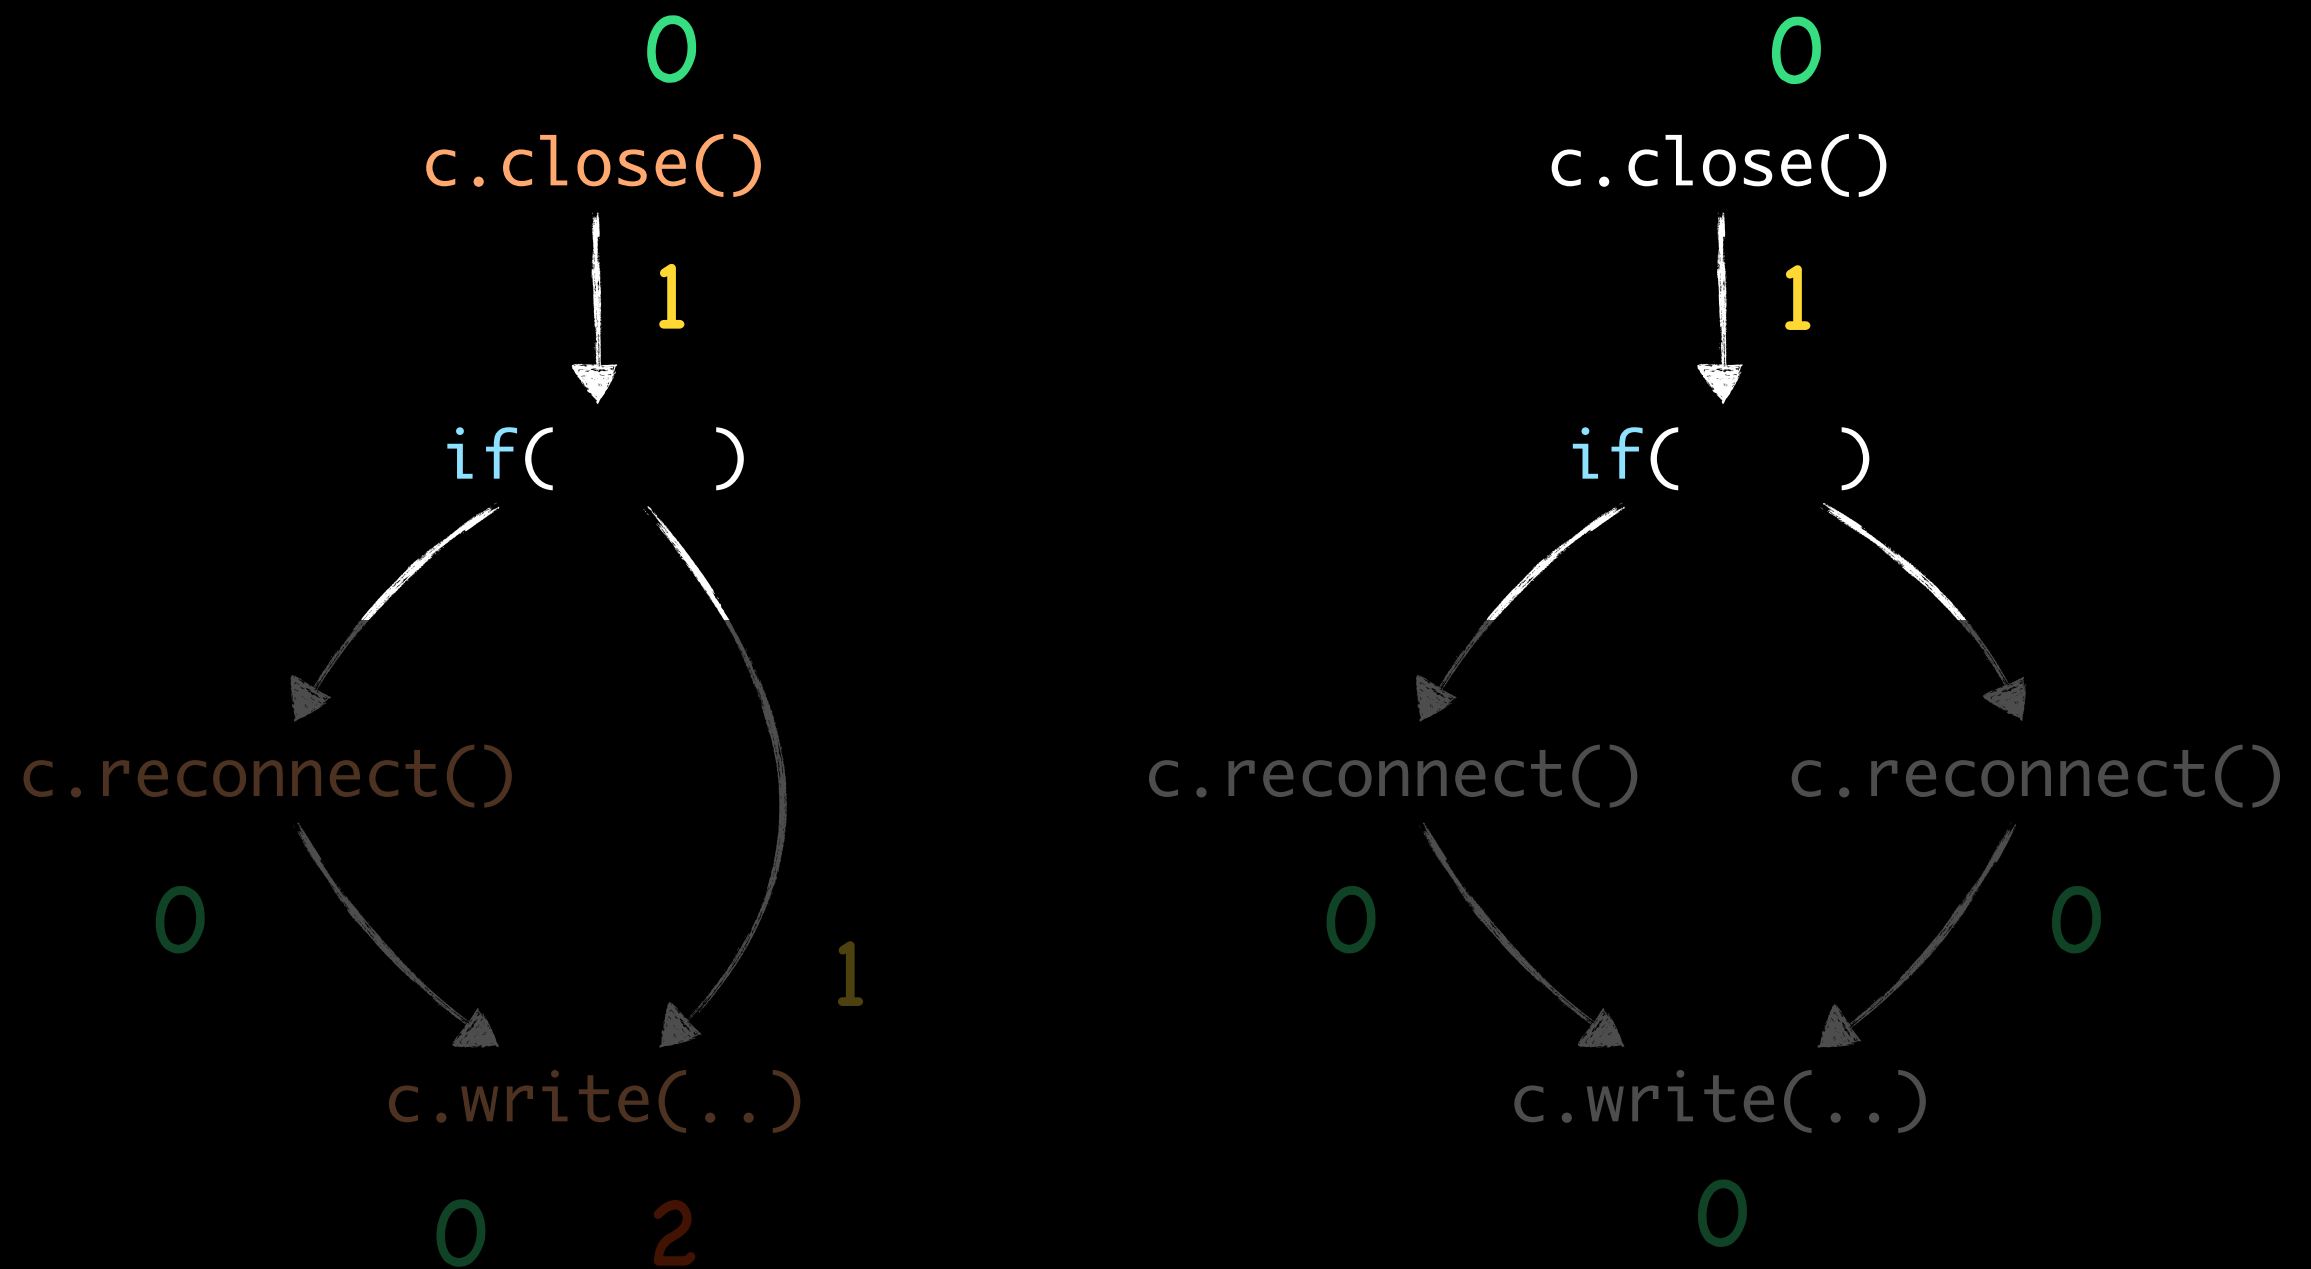 0
c.close()
1
if( )
c.reconnect()
0
1
c.write(..)
0 2
0
c.close()
1
if( )
c.reconnect() c.reconnect()
0 0
c.write(..)
0